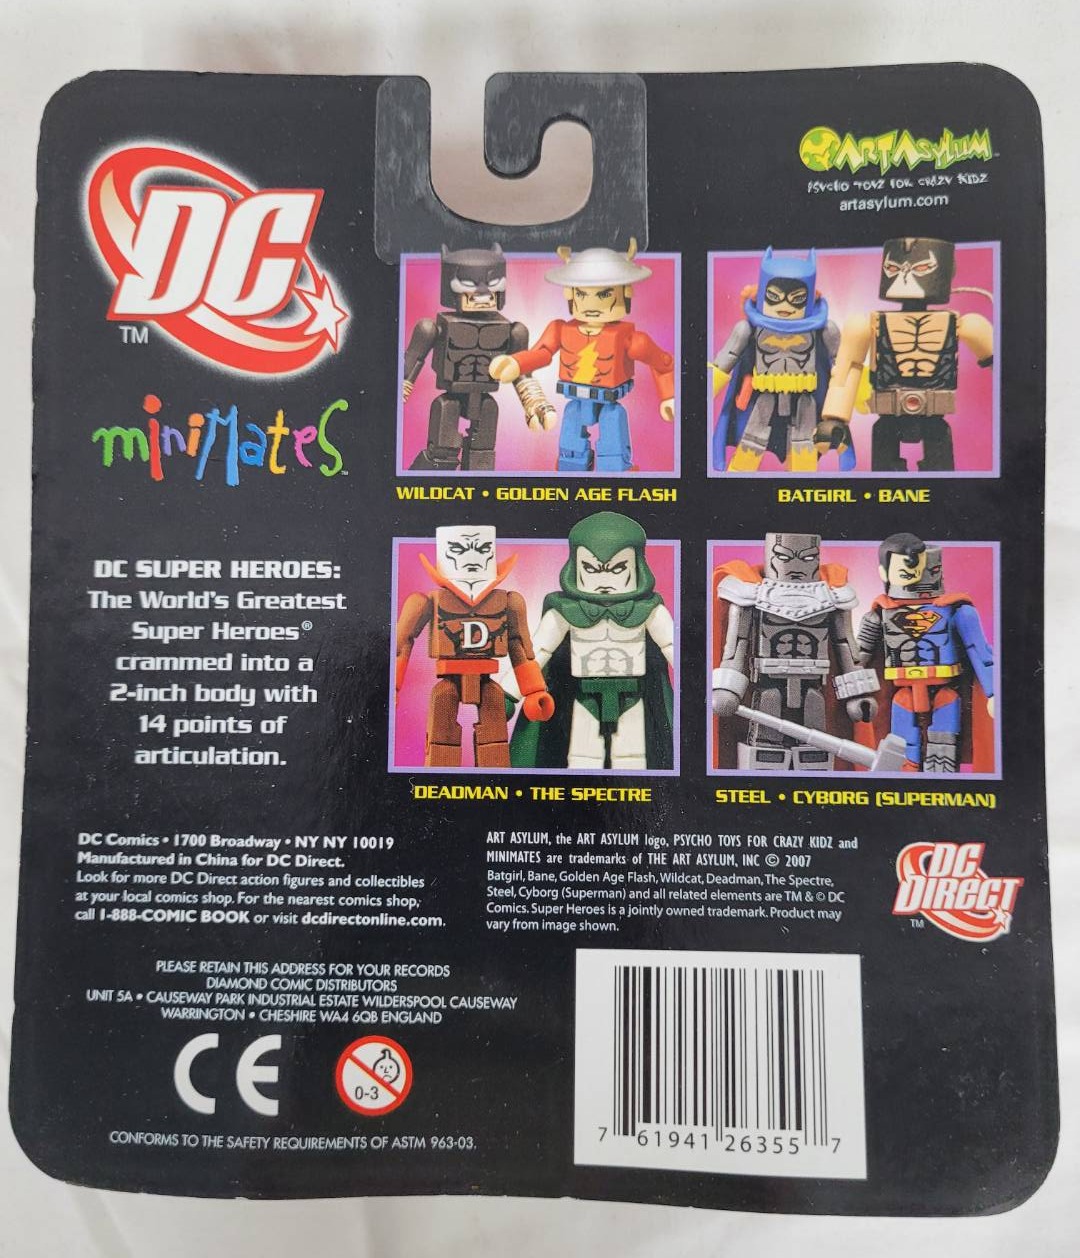 DC
TM
ARTASYLUM
PSYCHO TOYZ FOR CRAZY KIDZ
artasylum.com
miniMates
TM
WILDCAT • GOLDEN AGE FLASH
BATGIRL • BANE
DC SUPER HEROES:
The World's Greatest
Super Heroes®
crammed into a
2-inch body with
14 points of
articulation.
D
DEADMAN • THE SPECTRE
STEEL • CYBORG (SUPERMAN)
DC Comics • 1700 Broadway • NY NY 10019
Manufactured in China for DC Direct.
Look for more DC Direct action figures and collectibles
at your local comics shop. For the nearest comics shop,
call 1-888-COMIC BOOK or visit dcdirectonline.com.
ART ASYLUM, the ART ASYLUM logo, PSYCHO TOYS FOR CRAZY KIDZ and
MINIMATES are trademarks of THE ART ASYLUM, INC © 2007
Batgirl, Bane, Golden Age Flash, Wildcat, Deadman, The Spectre,
Steel, Cyborg (Superman) and all related elements are TM & © DC
Comics. Super Heroes is a jointly owned trademark. Product may
vary from image shown.
DC
DIRECT
TM
PLEASE RETAIN THIS ADDRESS FOR YOUR RECORDS
DIAMOND COMIC DISTRIBUTORS
UNIT 5A • CAUSEWAY PARK INDUSTRIAL ESTATE WILDERSPOOL CAUSEWAY
WARRINGTON • CHESHIRE WA4 6QB ENGLAND
CE
0-3
CONFORMS TO THE SAFETY REQUIREMENTS OF ASTM 963-03.
7 61941 26355 7